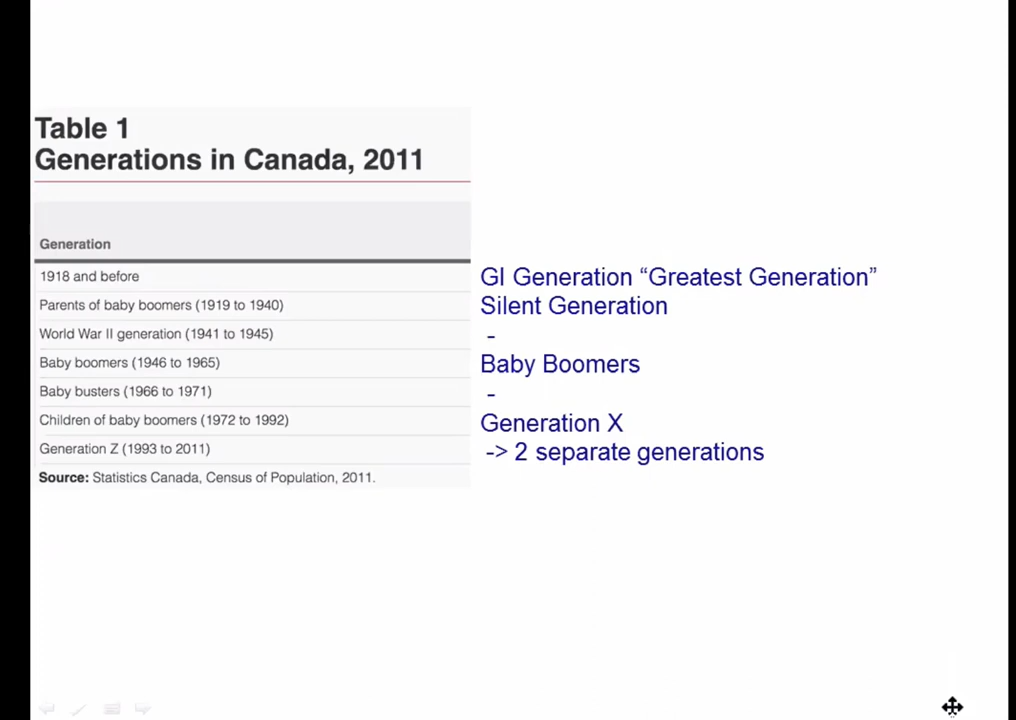 Table 1
Generations in Canada, 2011
Generation
1918 and before
GI Generation “Greatest Generation”
Parents of baby boomers (1919 to 1940)
Silent Generation
World War II generation (1941 to 1945)
-
Baby boomers (1946 to 1965)
Baby Boomers
Baby busters (1966 to 1971)
-
Children of baby boomers (1972 to 1992)
Generation X
Generation Z (1993 to 2011)
-> 2 separate generations
Source: Statistics Canada, Census of Population, 2011.